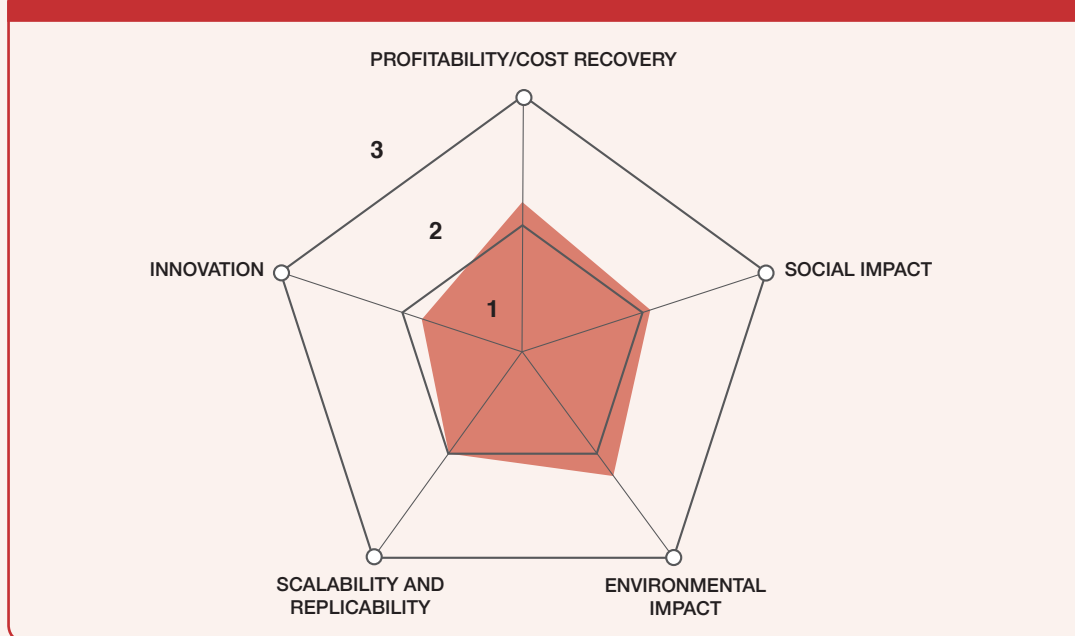 PROFITABILITY/COST RECOVERY
3
2
INNOVATION
SOCIAL IMPACT
1
SCALABILITY AND
REPLICABILITY
ENVIRONMENTAL
IMPACT